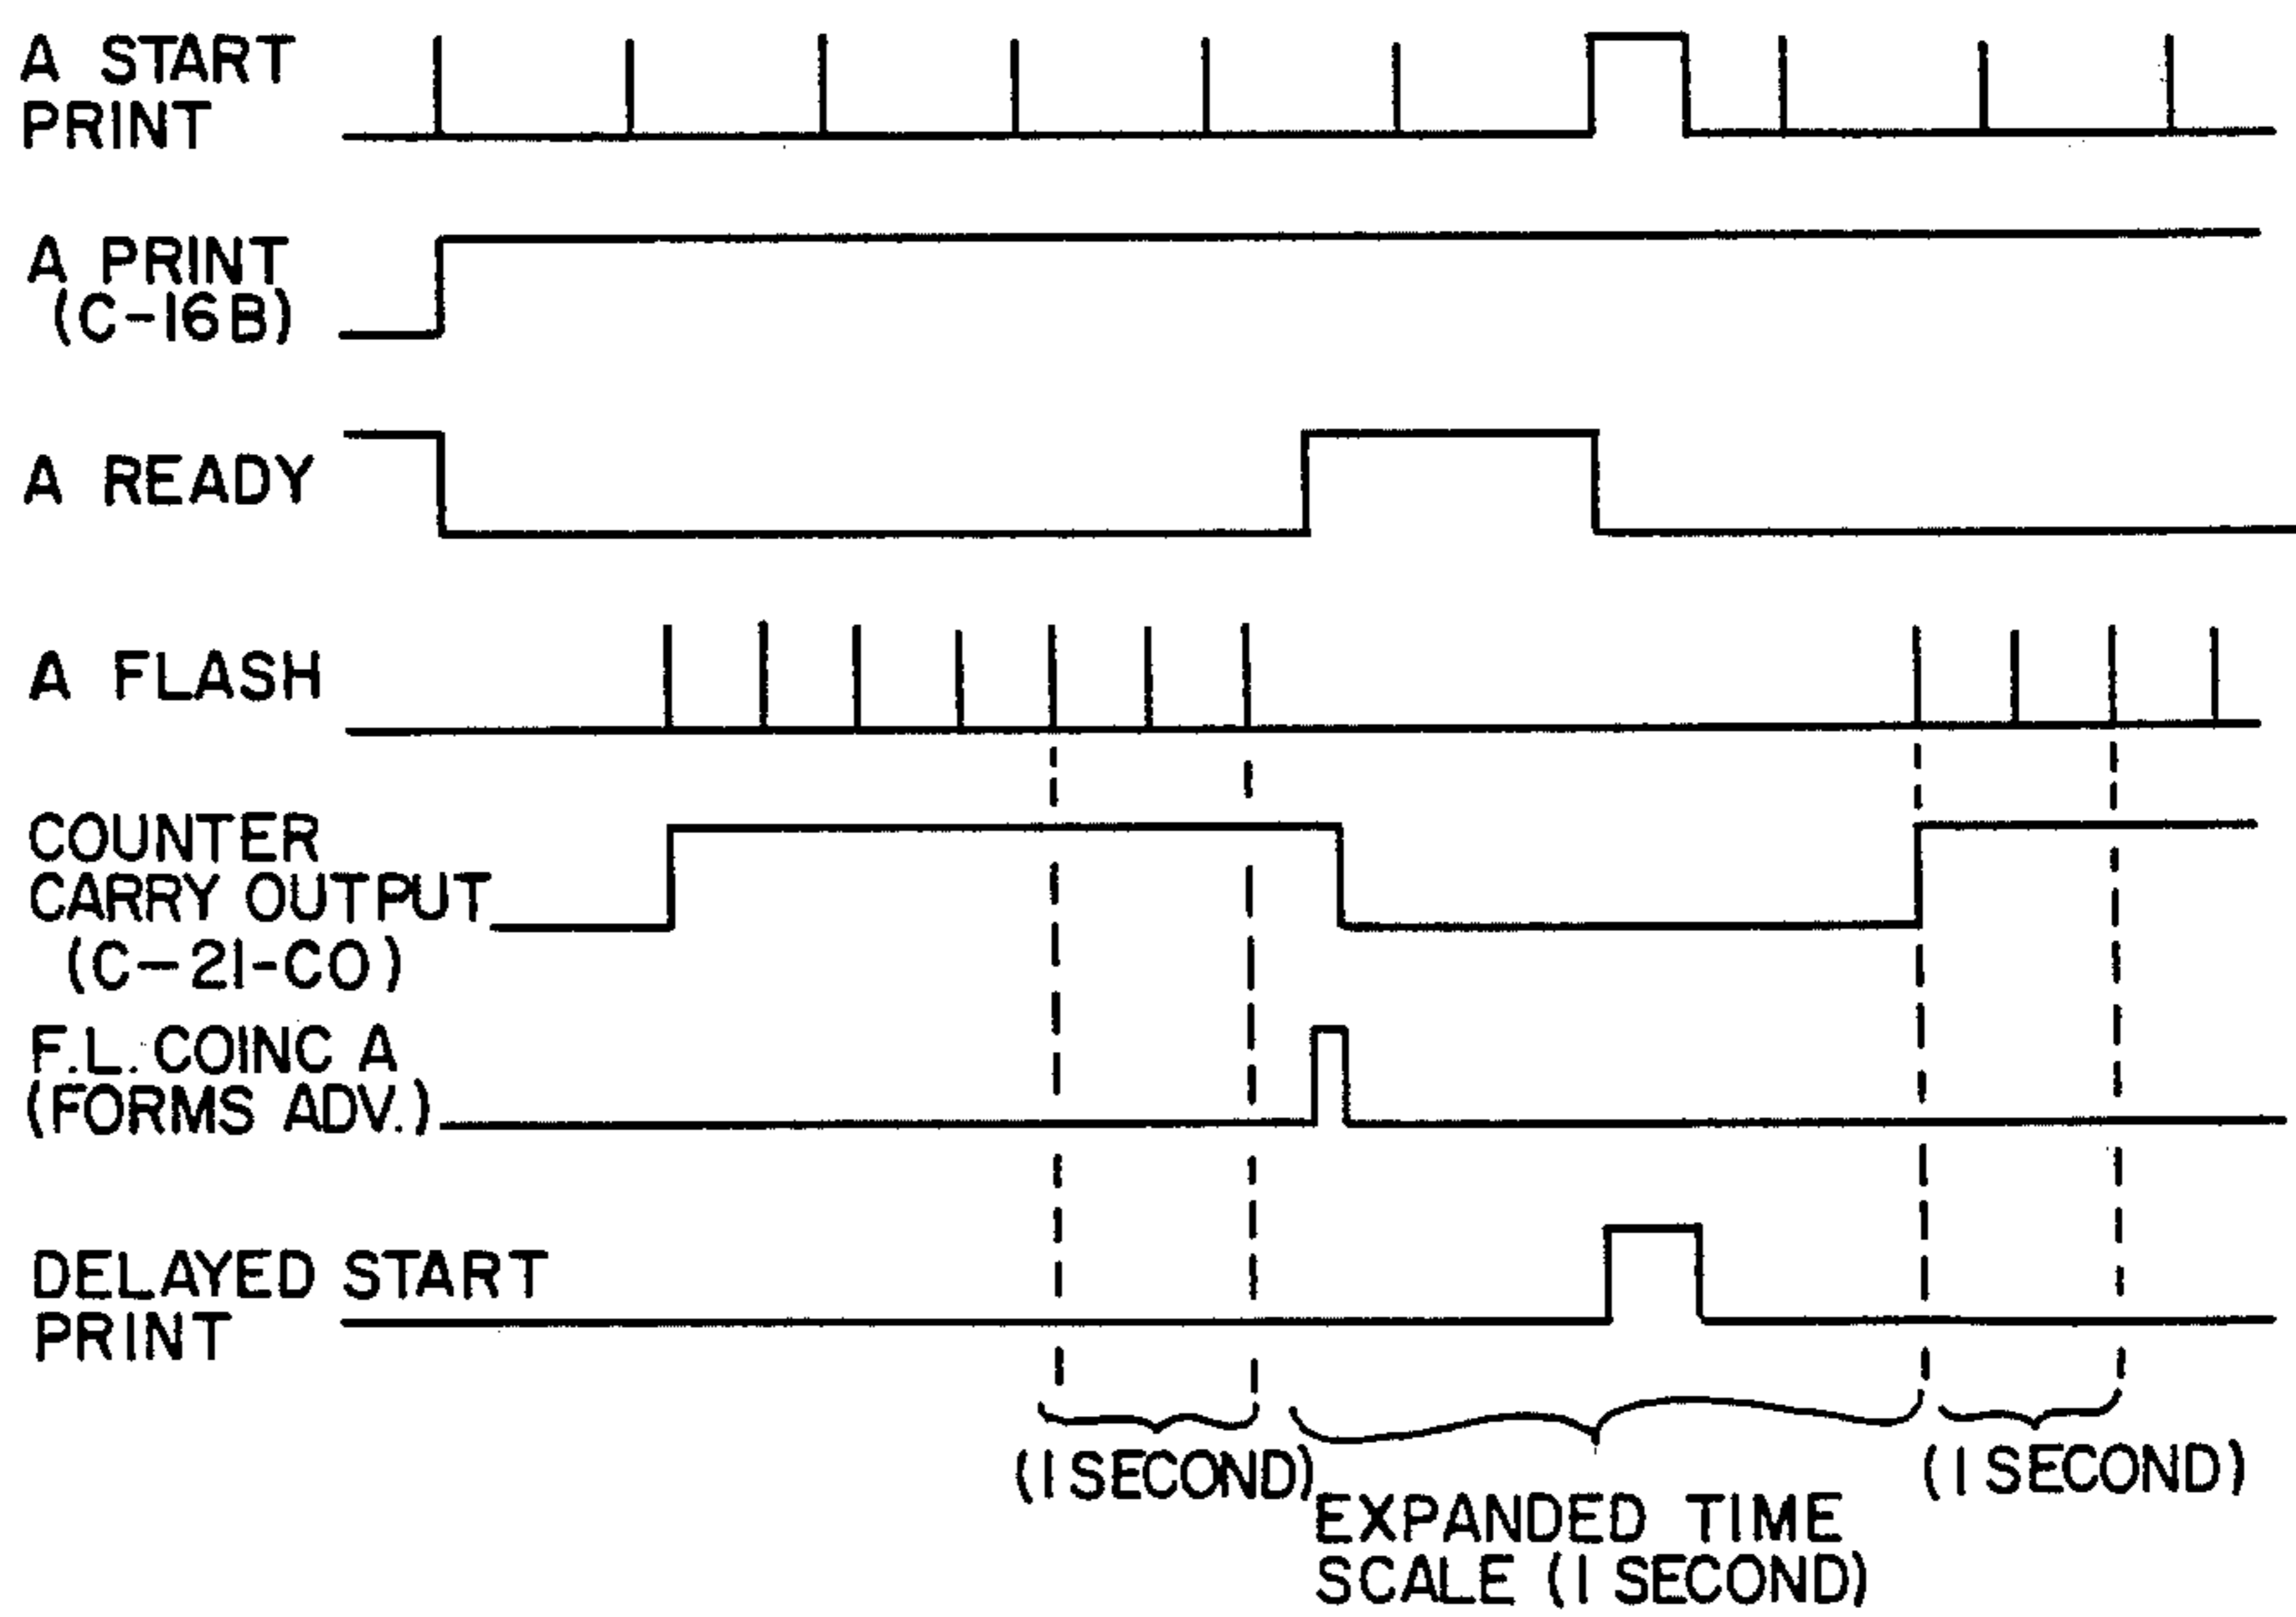 A START
PRINT
A PRINT
(C-16B)
A READY
A FLASH
COUNTER
CARRY OUTPUT
(C-21-CO)
F.L. COINC A
(FORMS ADV.)
DELAYED START
PRINT
(1 SECOND)
EXPANDED TIME
SCALE (1 SECOND)
(1 SECOND)